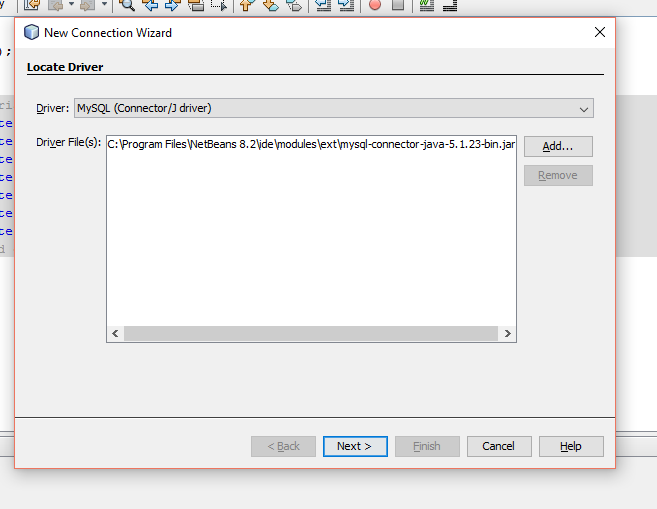 New Connection Wizard
Locate Driver
Driver: MySQL (Connector/J driver)
Driver File(s): C:\Program Files\NetBeans 8.2\ide\modules\ext\mysql-connector-java-5.1.23-bin.jar
Add...
Remove
< Back
Next >
Finish
Cancel
Help